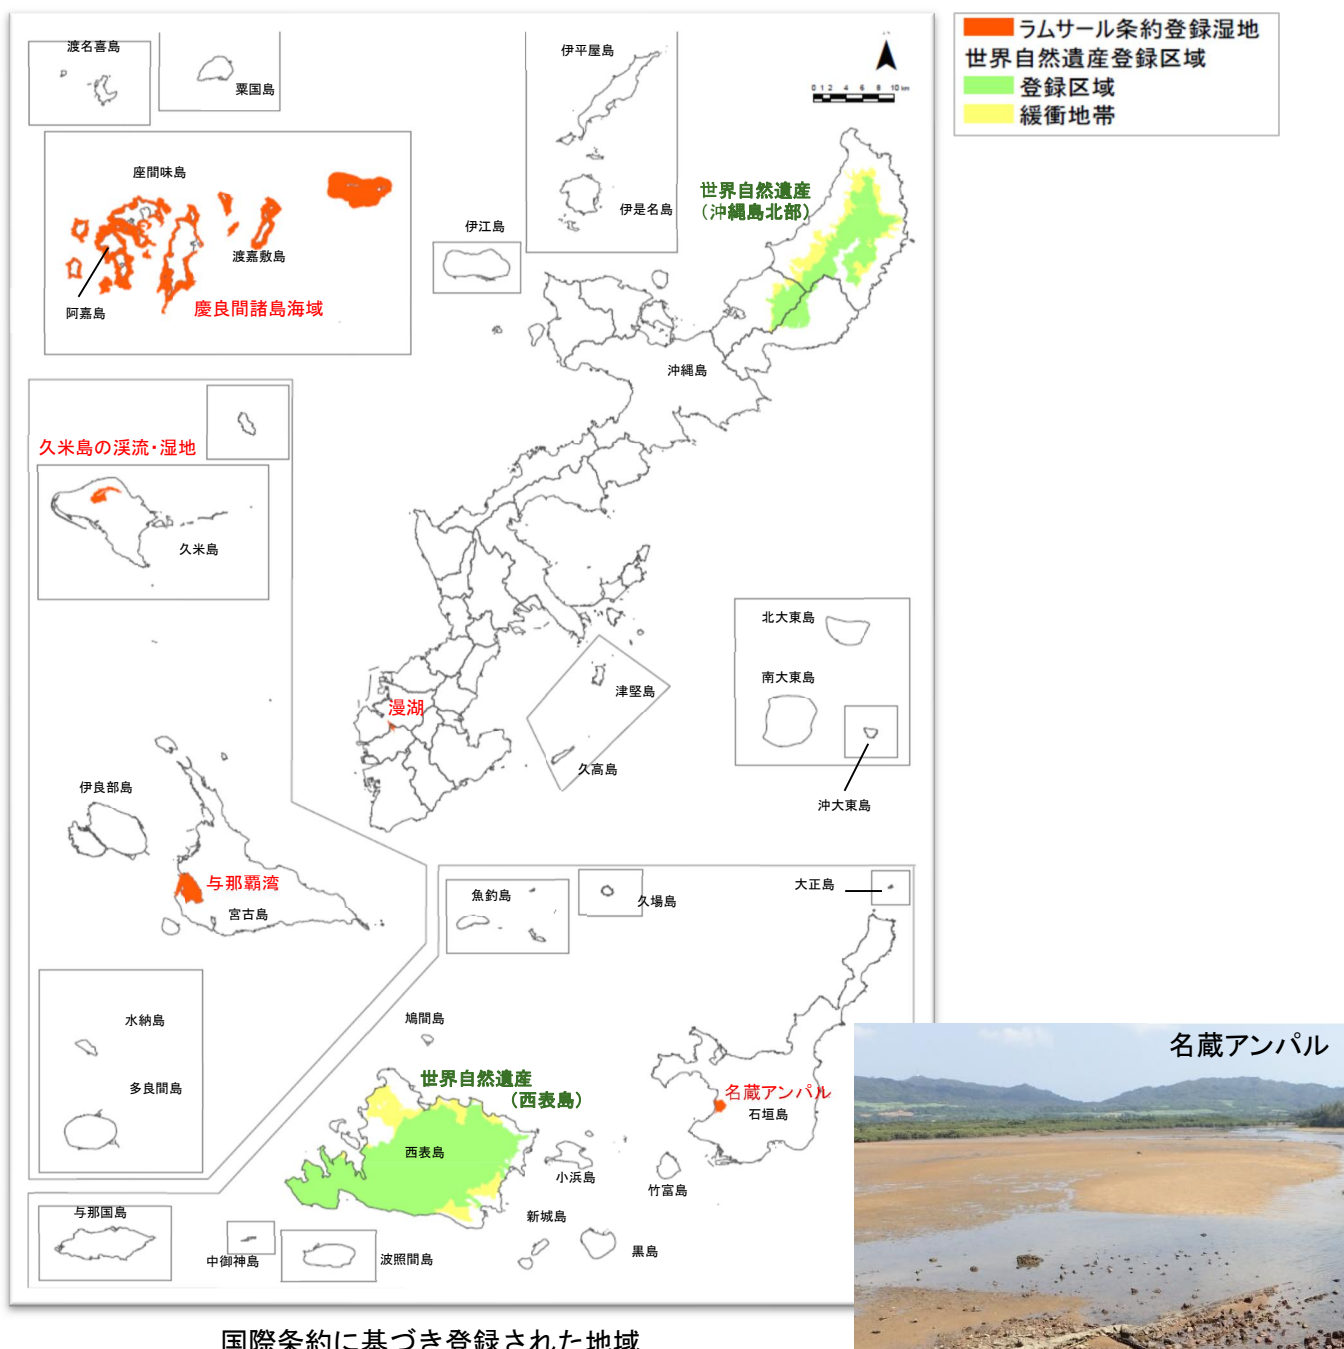 ラムサール条約登録湿地
世界自然遺産登録区域
登録区域
緩衝地帯
渡名喜島
粟国島
伊平屋島
0 1 2 4 6 8 10 km
座間味島
世界自然遺産
（沖縄島北部）
伊是名島
伊江島
渡嘉敷島
阿嘉島
慶良間諸島海域
沖縄島
久米島の渓流・湿地
久米島
北大東島
南大東島
津堅島
漫湖
久高島
沖大東島
伊良部島
与那覇湾
宮古島
魚釣島
久場島
大正島
水納島
鳩間島
多良間島
世界自然遺産
（西表島）
名蔵アンパル
石垣島
西表島
小浜島
竹富島
与那国島
新城島
中御神島
波照間島
黒島
名蔵アンパル
国際条約に基づき登録された地域